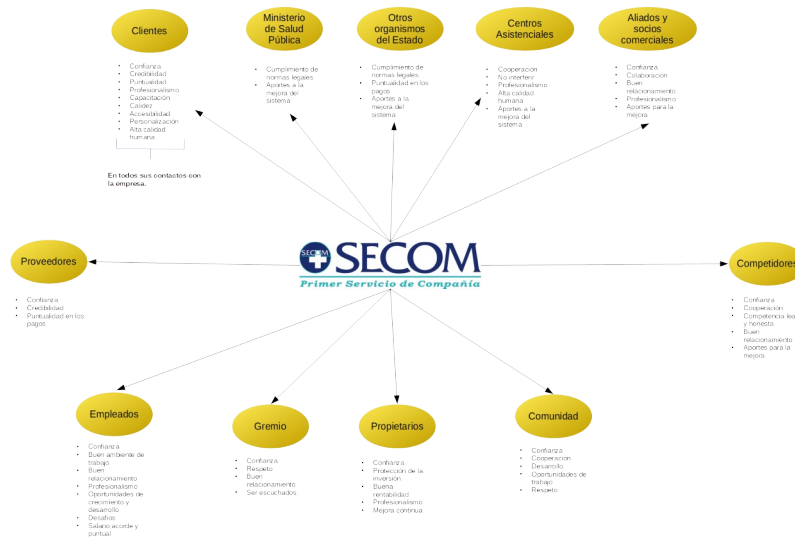 Clientes
• Confianza
• Credibilidad
• Puntualidad
• Profesionalismo
• Capacitación
• Calidez
• Accesibilidad
• Personalización
• Alta calidad
humana
En todos sus contactos con
la empresa.
Ministerio
de Salud
Pública
• Cumplimiento de
normas legales
• Aportes a la
mejora del
sistema
Otros
organismos
del Estado
• Cumplimiento de
normas legales
• Puntualidad en los
pagos
• Aportes a la
mejora del
sistema
Centros
Asistenciales
• Cooperación
• No interferir
• Profesionalismo
• Alta calidad
humana
• Aportes a la
mejora del
sistema
Aliados y
socios
comerciales
• Confianza
• Colaboración
• Buen
relacionamiento
• Profesionalismo
• Aportes para la
mejora
Proveedores
• Confianza
• Credibilidad
• Puntualidad en los
pagos
SECOM
SECOM
Primer Servicio de Compañía
Competidores
• Confianza
• Cooperación
• Competencia lea
y honesta
• Buen
relacionamiento
• Aportes para la
mejora
Empleados
• Confianza
• Buen ambiente de
trabajo
• Buen
relacionamiento
• Profesionalismo
• Oportunidades de
crecimiento y
desarrollo
• Desafíos
• Salario acorde y
puntual
Gremio
• Confianza
• Respeto
• Buen
relacionamiento
• Ser escuchados
Propietarios
• Confianza
• Protección de la
inversión.
• Buena
rentabilidad
• Profesionalismo
• Mejora continua
Comunidad
• Confianza
• Cooperación
• Desarrollo
• Oportunidades de
trabajo
• Respeto